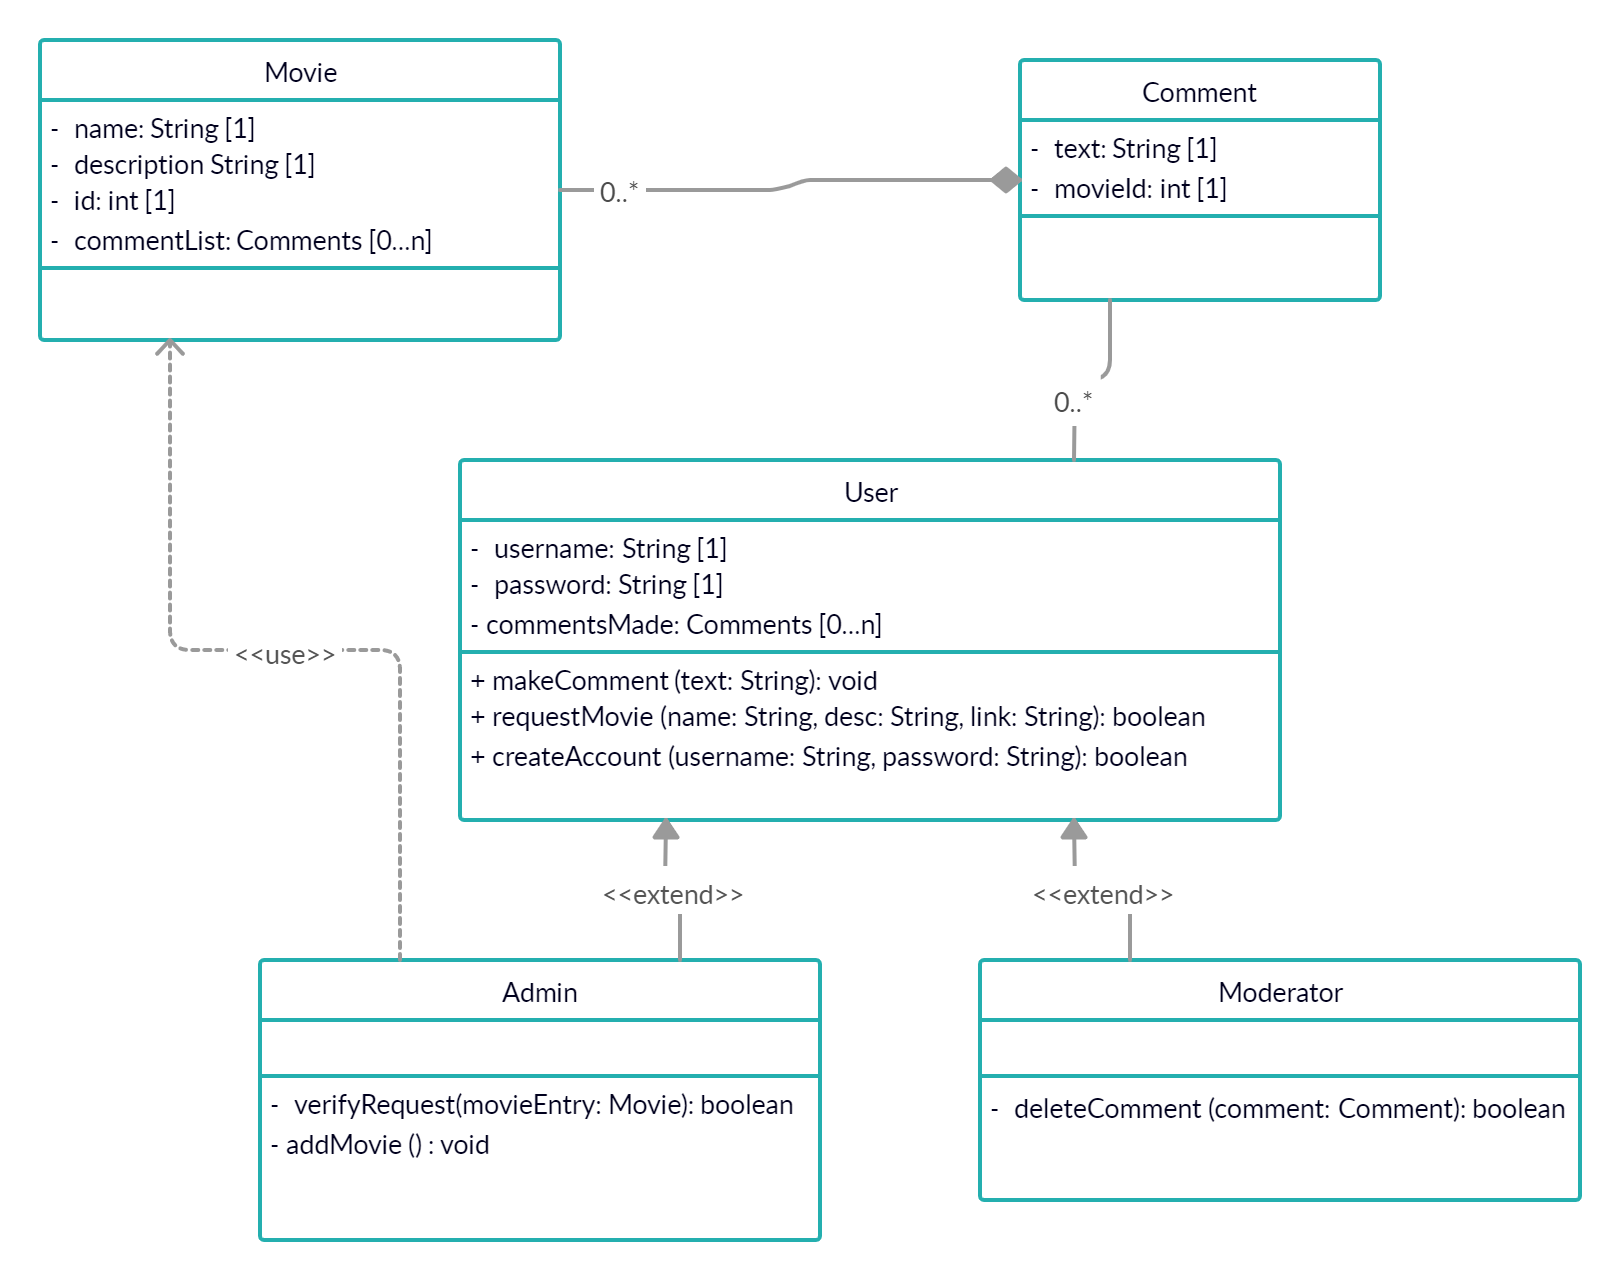 Movie
- name: String [1]
- description String [1]
- id: int [1]
- commentList: Comments [0...n]
Comment
- text: String [1]
- movieId: int [1]
0..*
0..*
User
- username: String [1]
- password: String [1]
- commentsMade: Comments [0...n]
+ makeComment (text: String): void
+ requestMovie (name: String, desc: String, link: String): boolean
+ createAccount (username: String, password: String): boolean
<<use>>
<<extend>>
<<extend>>
Admin
- verifyRequest(movieEntry: Movie): boolean
- addMovie () : void
Moderator
- deleteComment (comment: Comment): boolean